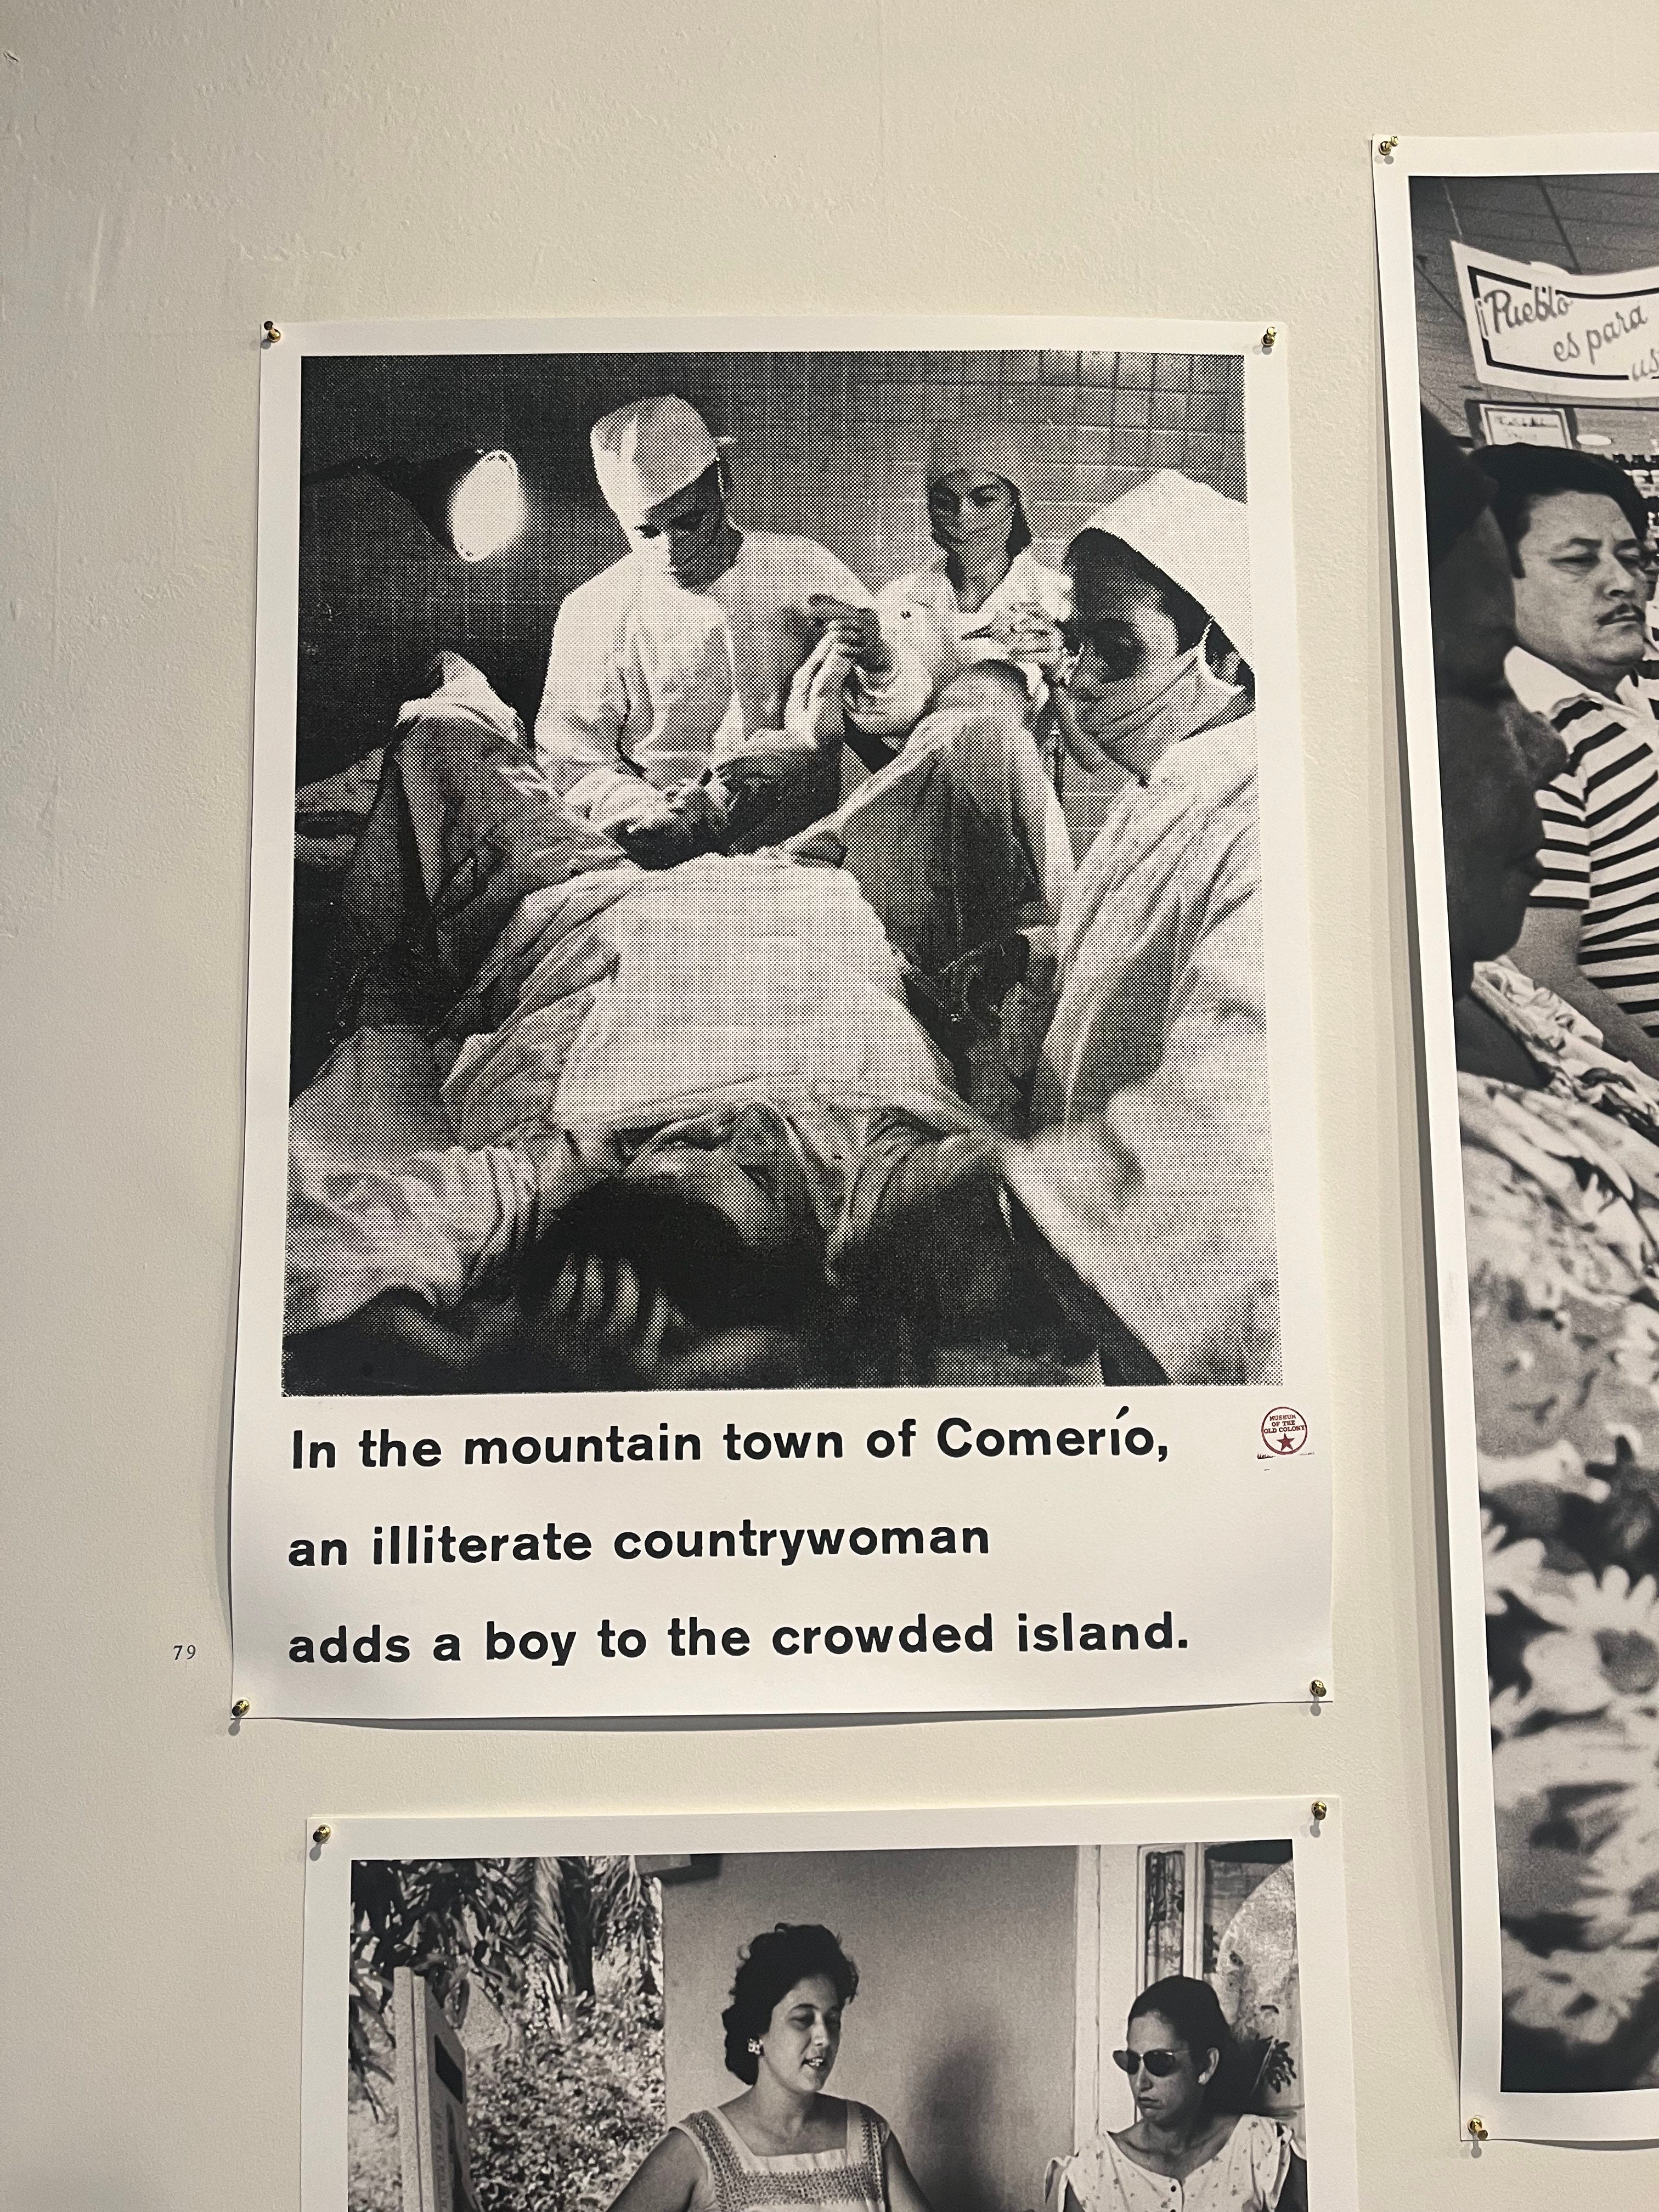 ¡Pueblo
es para
us
In the mountain town of Comerío,
MUSEUM
OF THE
OLD COLONY
an illiterate countrywoman
adds a boy to the crowded island.
79